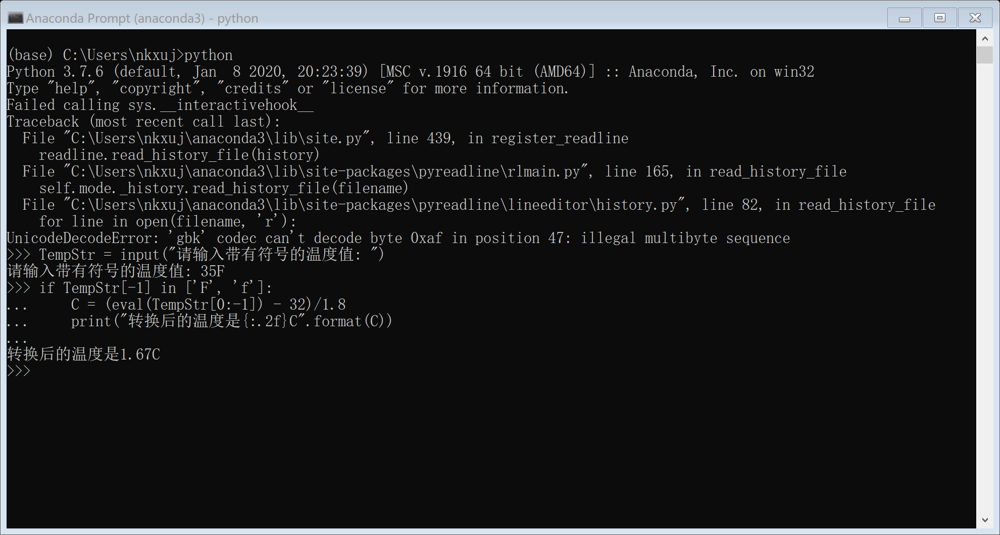 Anaconda Prompt (anaconda3) - python
(base) C:\Users\nkxuj>python
Python 3.7.6 (default, Jan  8 2020, 20:23:39) [MSC v.1916 64 bit (AMD64)] :: Anaconda, Inc. on win32
Type "help", "copyright", "credits" or "license" for more information.
Failed calling sys.__interactivehook__
Traceback (most recent call last):
  File "C:\Users\nkxuj\anaconda3\lib\site.py", line 439, in register_readline
    readline.read_history_file(history)
  File "C:\Users\nkxuj\anaconda3\lib\site-packages\pyreadline\rlmain.py", line 165, in read_history_file
    self.mode._history.read_history_file(filename)
  File "C:\Users\nkxuj\anaconda3\lib\site-packages\pyreadline\lineeditor\history.py", line 82, in read_history_file
    for line in open(filename, 'r'):
UnicodeDecodeError: 'gbk' codec can't decode byte 0xaf in position 47: illegal multibyte sequence
>>> TempStr = input("请输入带有符号的温度值: ")
请输入带有符号的温度值: 35F
>>> if TempStr[-1] in ['F', 'f']:
...     C = (eval(TempStr[0:-1]) - 32)/1.8
...     print("转换后的温度是{:.2f}C".format(C))
...
转换后的温度是1.67C
>>>